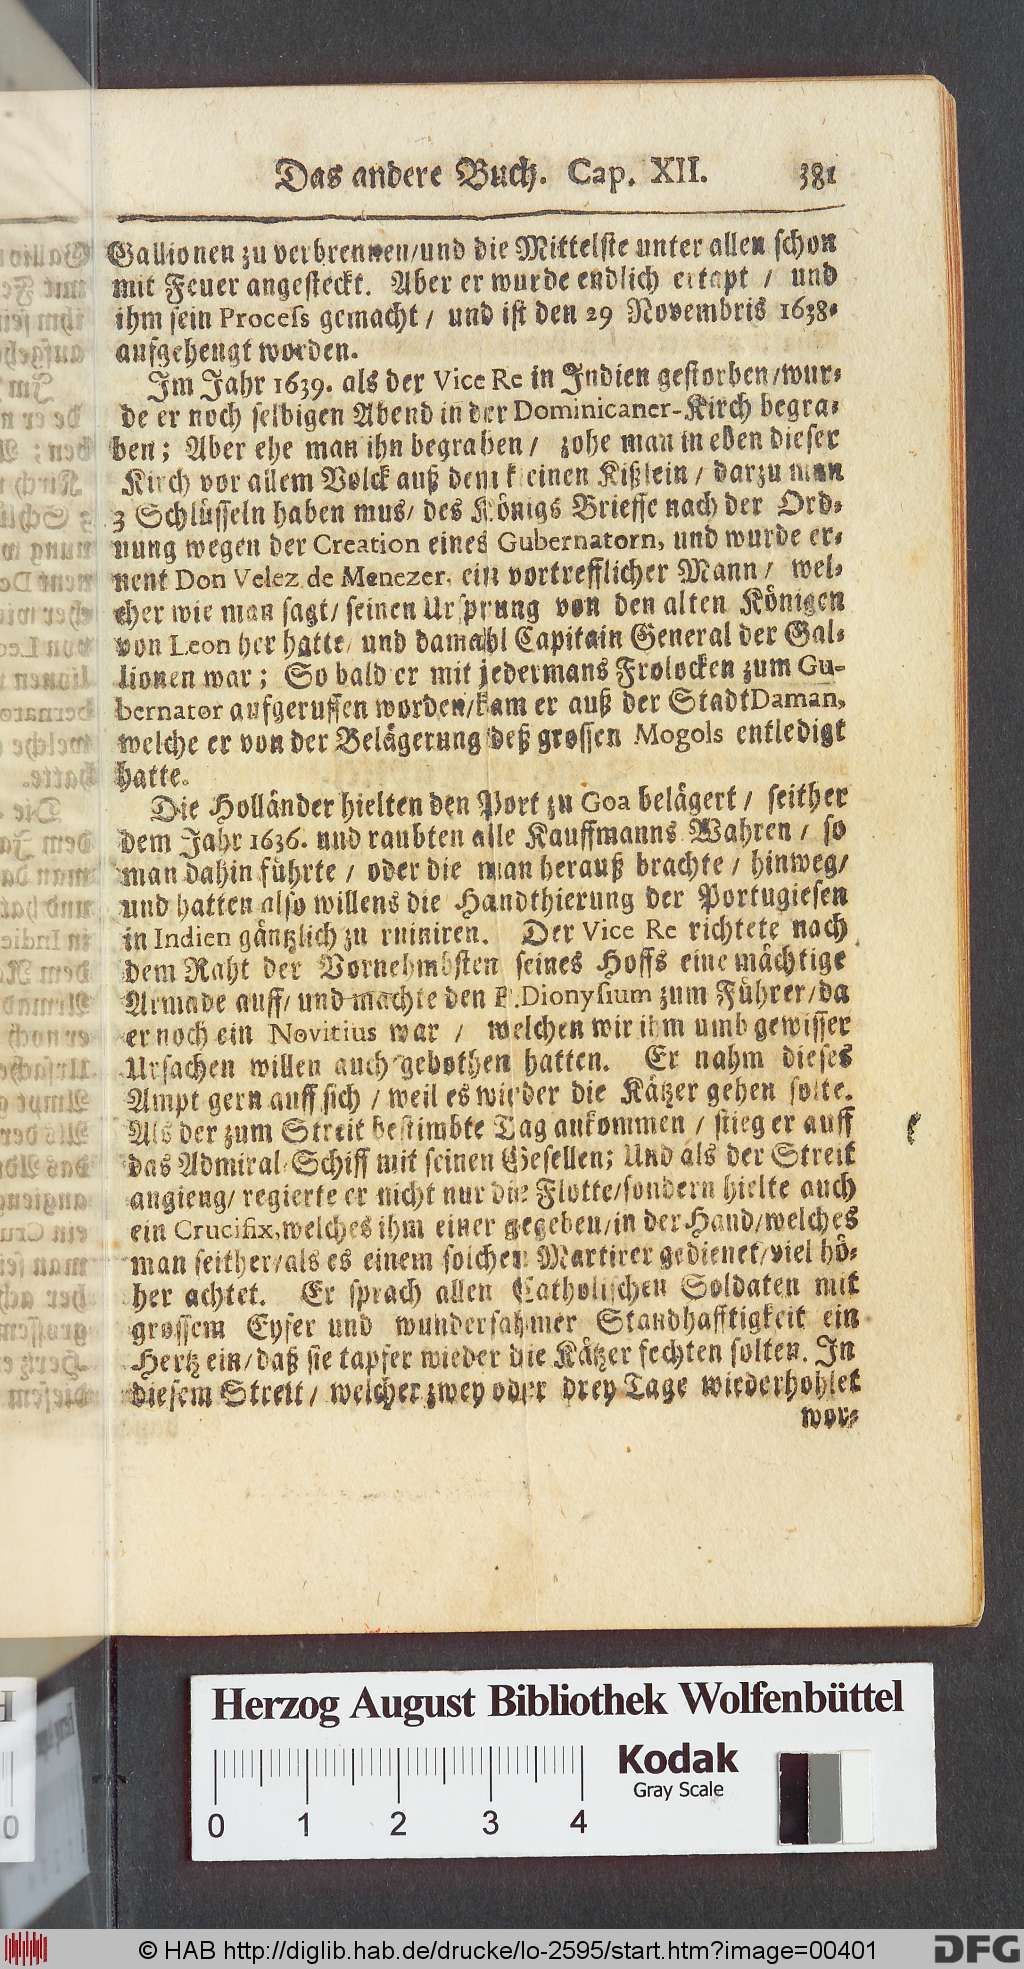 Das andere Buch. Cap. XII. 381
Gallionen zu verbrennen/und die Mittelste unter allen schon
mit Feuer angesteckt. Aber er wurde endlich ertapt / und
ihm sein Process gemacht / und ist den 29 Novembris 1638.
aufgehengt worden.
Im Jahr 1639. als der Vice Re in Indien gestorben/wur-
de er noch selbigen Abend in der Dominicaner-Kirch begra-
ben; Aber ehe man ihn begraben / zohe man in eben dieser
Kirch vor allem Volck auß dem kleinen Kißlein / darzu man
3 Schlüsseln haben mus/ des Königs Brieffe nach der Ord-
nung wegen der Creation eines Gubernatorn, und wurde er-
nent Don Velez de Menezer, ein vortrefflicher Mann / wel-
cher wie man sagt/ seinen Ursprung von den alten Königen
von Leon her hatte/ und damahl Capitain General der Gal-
lionen war; So bald er mit jedermans Frolocken zum Gu-
bernator auffgeruffen worden/kam er auß der Stadt Daman,
welche er von der Belägerung deß grossen Mogols entledigt
hatte.
Die Holländer hielten den Port zu Goa belägert / seither
dem Jahr 1636. und raubten alle Kauffmanns Wahren / so
man dahin führte / oder die man herauß brachte / hinweg/
und hatten also willens die Handthierung der Portugiesen
in Indien gäntzlich zu ruiniren. Der Vice Re richtete nach
dem Raht der Vornehmbsten seines Hoffs eine mächtige
Armade auff/ und machte den P. Dionysium zum Führer/da
er noch ein Novitius war / welchen wir ihm umb gewisser
Ursachen willen auch gebothen hatten. Er nahm dieses
Ampt gern auff sich / weil es wieder die Kätzer gehen solte.
Als der zum Streit bestimbte Tag ankommen / stieg er auff
das Admiral-Schiff mit seinen Gesellen; Und als der Streit
angieng/ regierte er nicht nur die Flotte/sondern hielte auch
ein Crucifix,welches ihm einer gegeben/in der Hand/welches
man seither/als es einem solchen Martirer gedienet/viel hö-
her achtet. Er sprach allen Catholischen Soldaten mit
grossem Eyfer und wundersahmer Standhafftigkeit ein
Hertz ein/daß sie tapfer wieder die Kätzer fechten solten. In
diesem Streit / welcher zwey oder drey Tage wiederhohlet
wor-
Herzog August Bibliothek Wolfenbüttel
Kodak
Gray Scale
0 1 2 3 4
© HAB http://diglib.hab.de/drucke/lo-2595/start.htm?image=00401
DFG